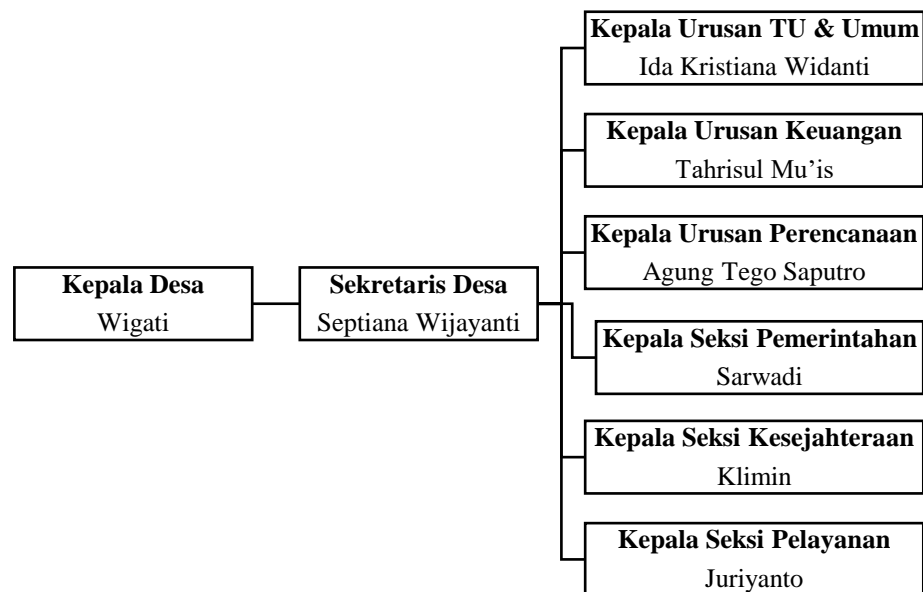 Kepala Desa
Wigati
Sekretaris Desa
Septiana Wijayanti
Kepala Urusan TU & Umum
Ida Kristiana Widanti
Kepala Urusan Keuangan
Tahrisul Mu’is
Kepala Urusan Perencanaan
Agung Tego Saputro
Kepala Seksi Pemerintahan
Sarwadi
Kepala Seksi Kesejahteraan
Klimin
Kepala Seksi Pelayanan
Juriyanto